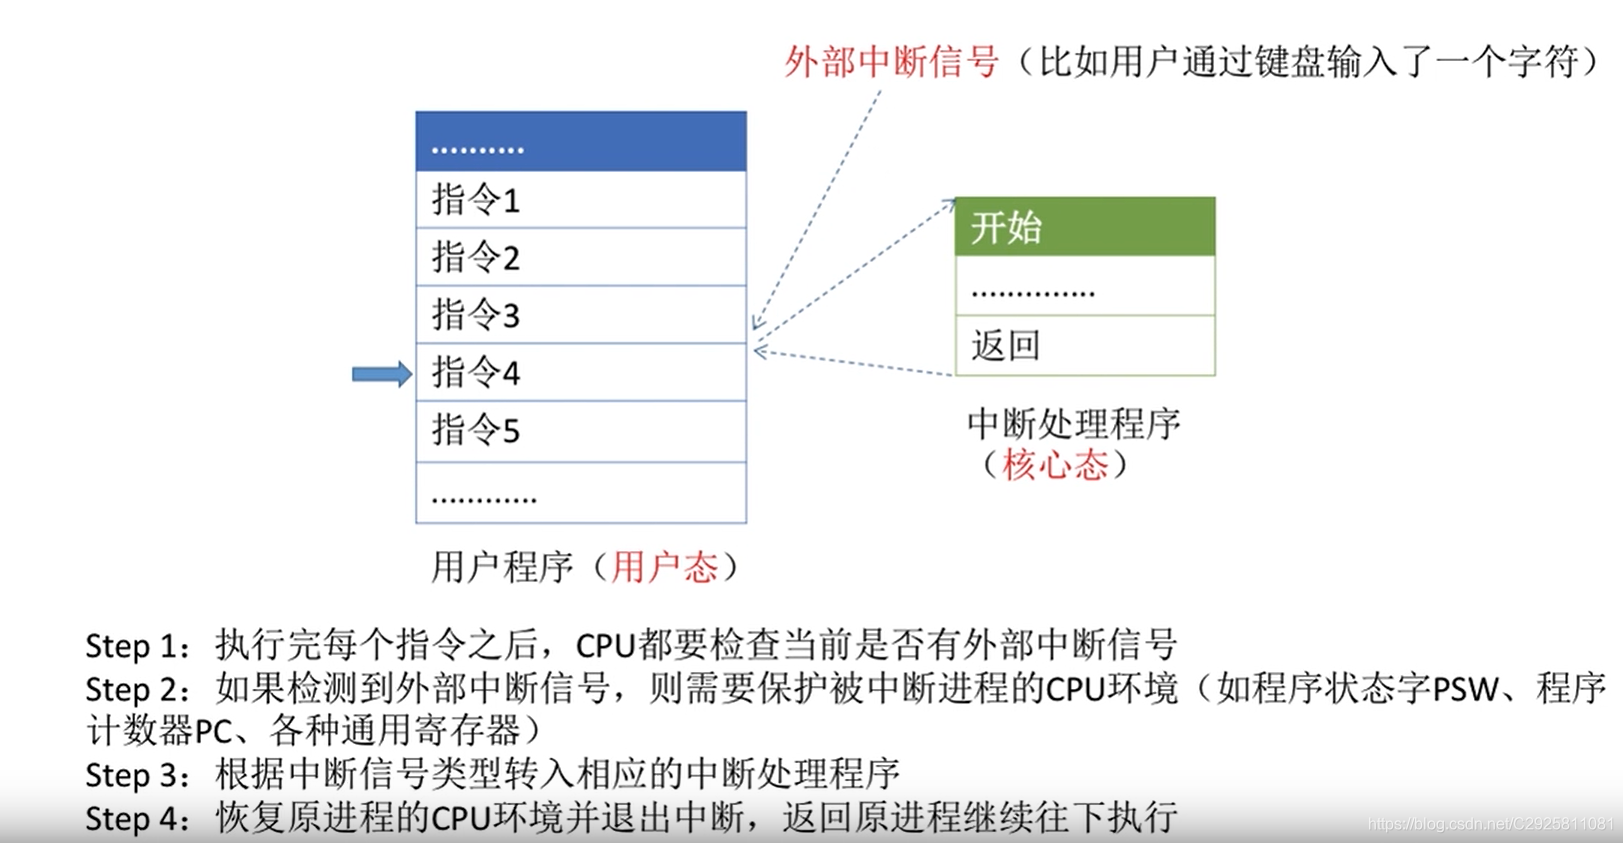 外部中断信号（比如用户通过键盘输入了一个字符）
..........
指令1
指令2
指令3
指令4
指令5
............
用户程序（用户态）
开始
..............
返回
中断处理程序
（核心态）
Step 1：执行完每个指令之后，CPU都要检查当前是否有外部中断信号
Step 2：如果检测到外部中断信号，则需要保护被中断进程的CPU环境（如程序状态字PSW、程序
计数器PC、各种通用寄存器）
Step 3：根据中断信号类型转入相应的中断处理程序
Step 4：恢复原进程的CPU环境并退出中断，返回原进程继续往下执行
https://blog.csdn.net/C2925811081